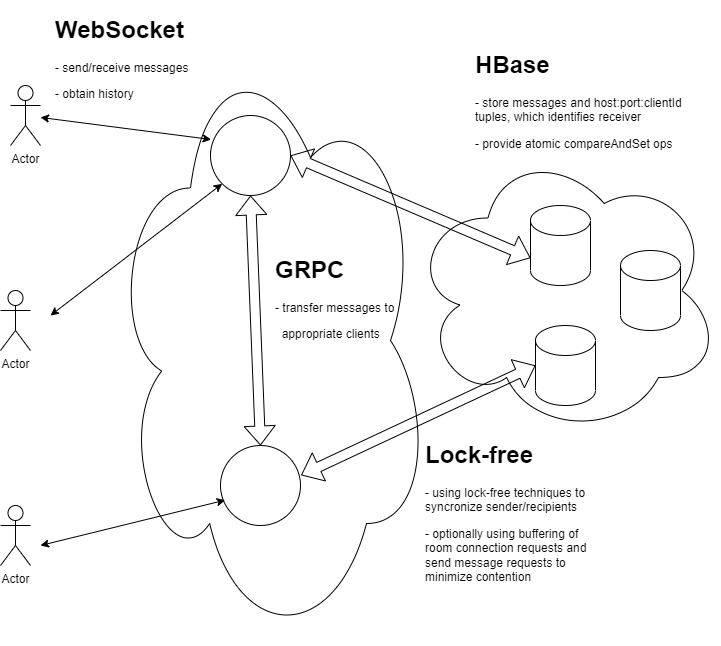 WebSocket
- send/receive messages
- obtain history
HBase
- store messages and host:port:clientId
tuples, which identifies receiver
- provide atomic compareAndSet ops
Actor
GRPC
- transfer messages to
appropriate clients
Actor
Lock-free
- using lock-free techniques to
syncronize sender/recipients
- optionally using buffering of
room connection requests and
send message requests to
minimize contention
Actor